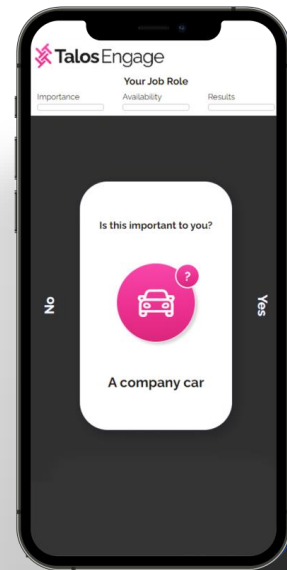 Talos Engage
Your Job Role
Importance Availability Results
Is this important to you?
?
No
Yes
A company car